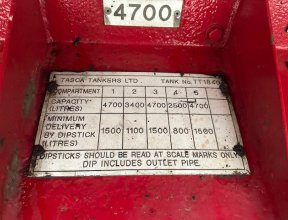 4700
TASCA TANKERS LTD. TANK No. TT1840
COMPARTMENT 1 2 3 4 5
CAPACITY (LITRES) 4700 3400 4700 2500 4700
MINIMUM DELIVERY BY DIPSTICK (LITRES) 1500 1100 1500 800 1560
DIPSTICKS SHOULD BE READ AT SCALE MARKS ONLY
DIP INCLUDES OUTLET PIPE.